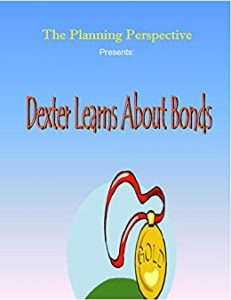 The Planning Perspective
Presents:
Dexter Learns About Bonds
GOLD